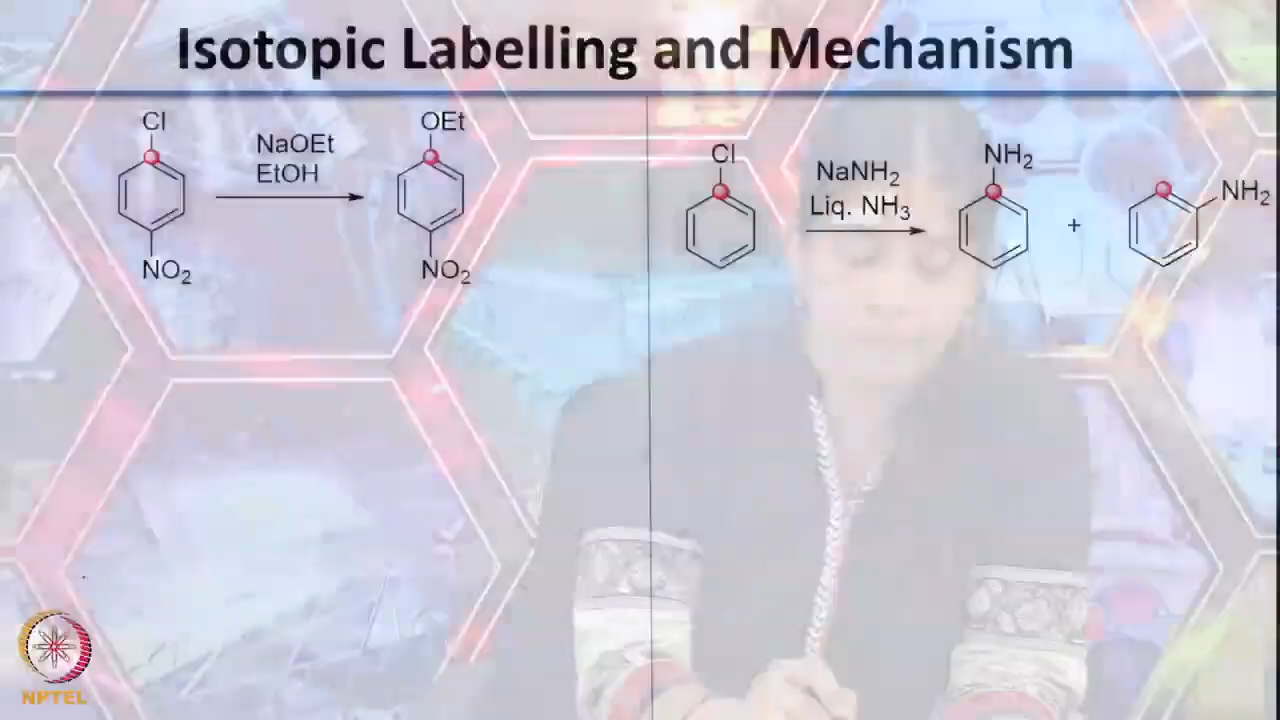 Isotopic Labelling and Mechanism
Cl
NaOEt
EtOH
OEt
NO2
NO2
Cl
NaNH2
Liq. NH3
NH2
+
NH2
NPTEL